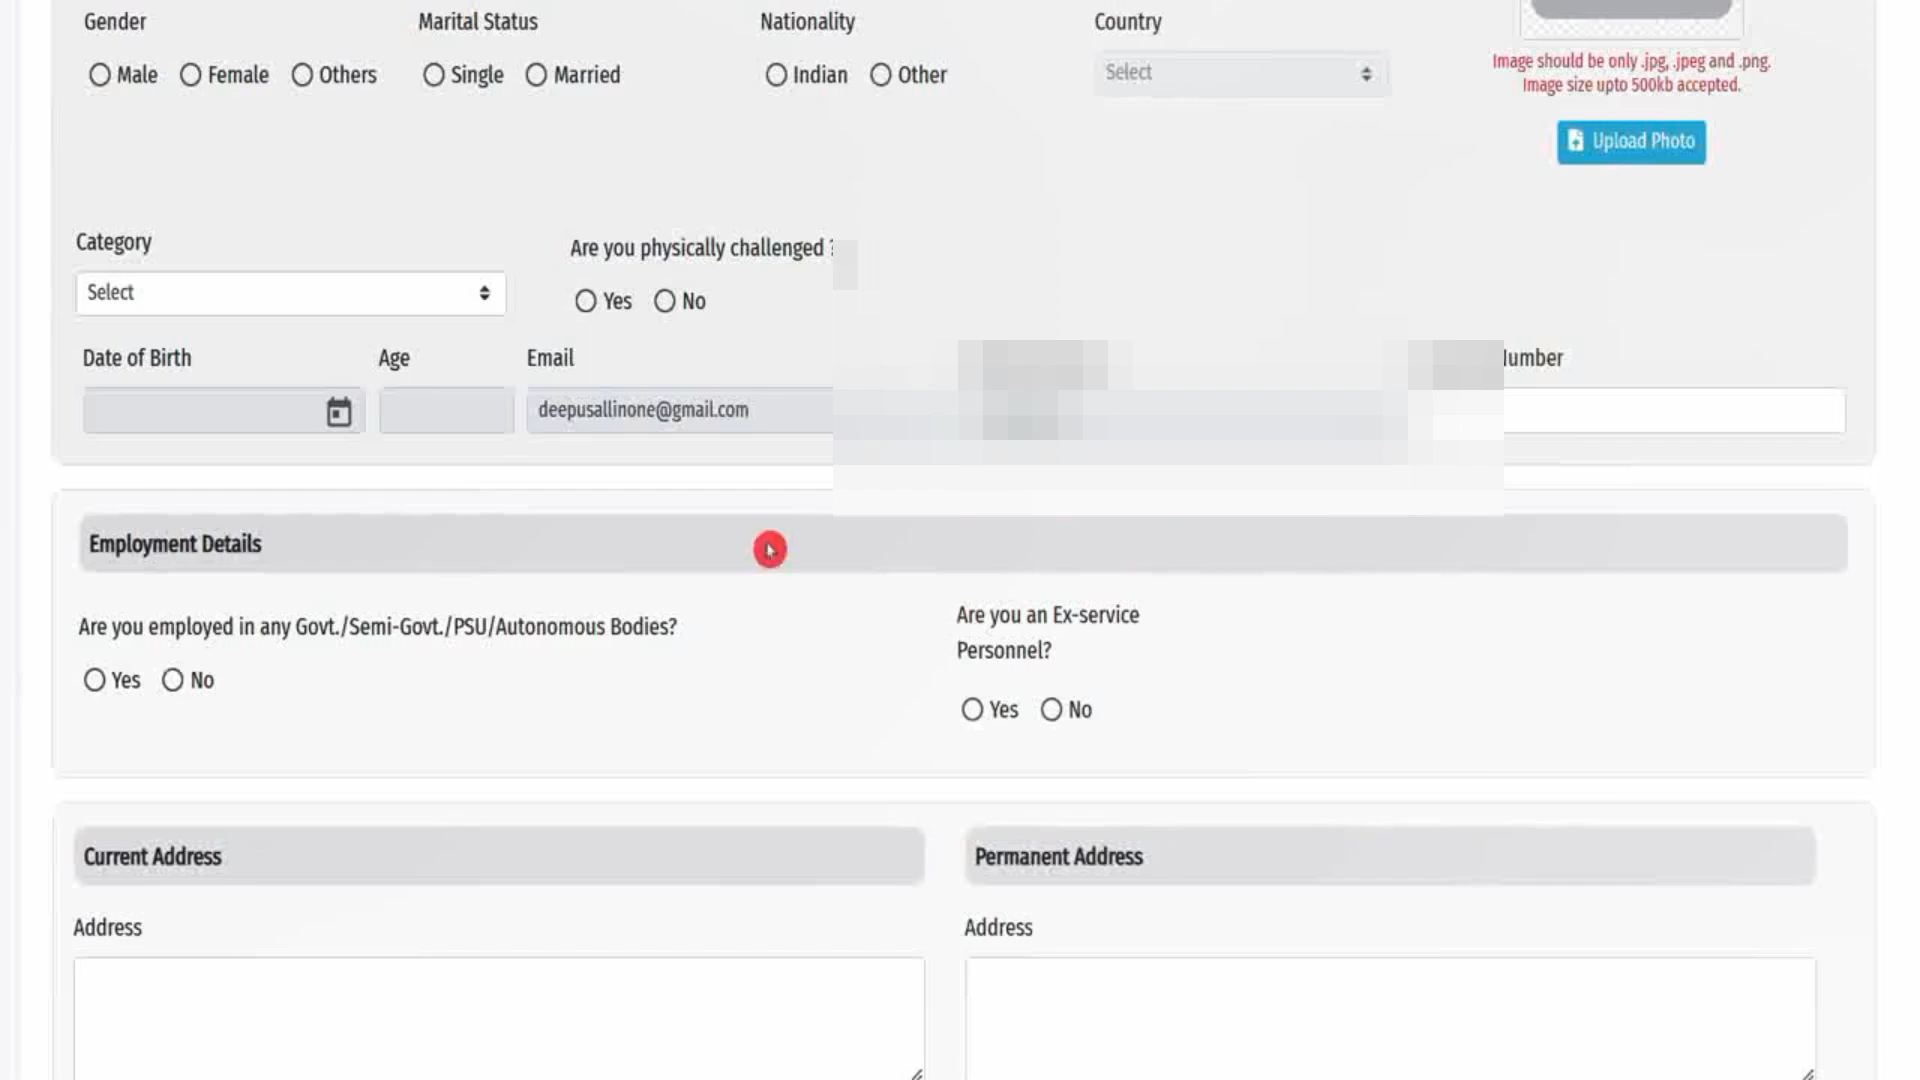 Gender
Marital Status
Nationality
Country
Male
Female
Others
Single
Married
Indian
Other
Select
Image should be only .jpg, .jpeg and .png.
Image size upto 500kb accepted.
Upload Photo
Category
Are you physically challenged ?
Select
Yes
No
Date of Birth
Age
Email
deepusallinone@gmail.com
Employment Details
Are you employed in any Govt./Semi-Govt./PSU/Autonomous Bodies?
Yes
No
Are you an Ex-service
Personnel?
Yes
No
Current Address
Permanent Address
Address
Address